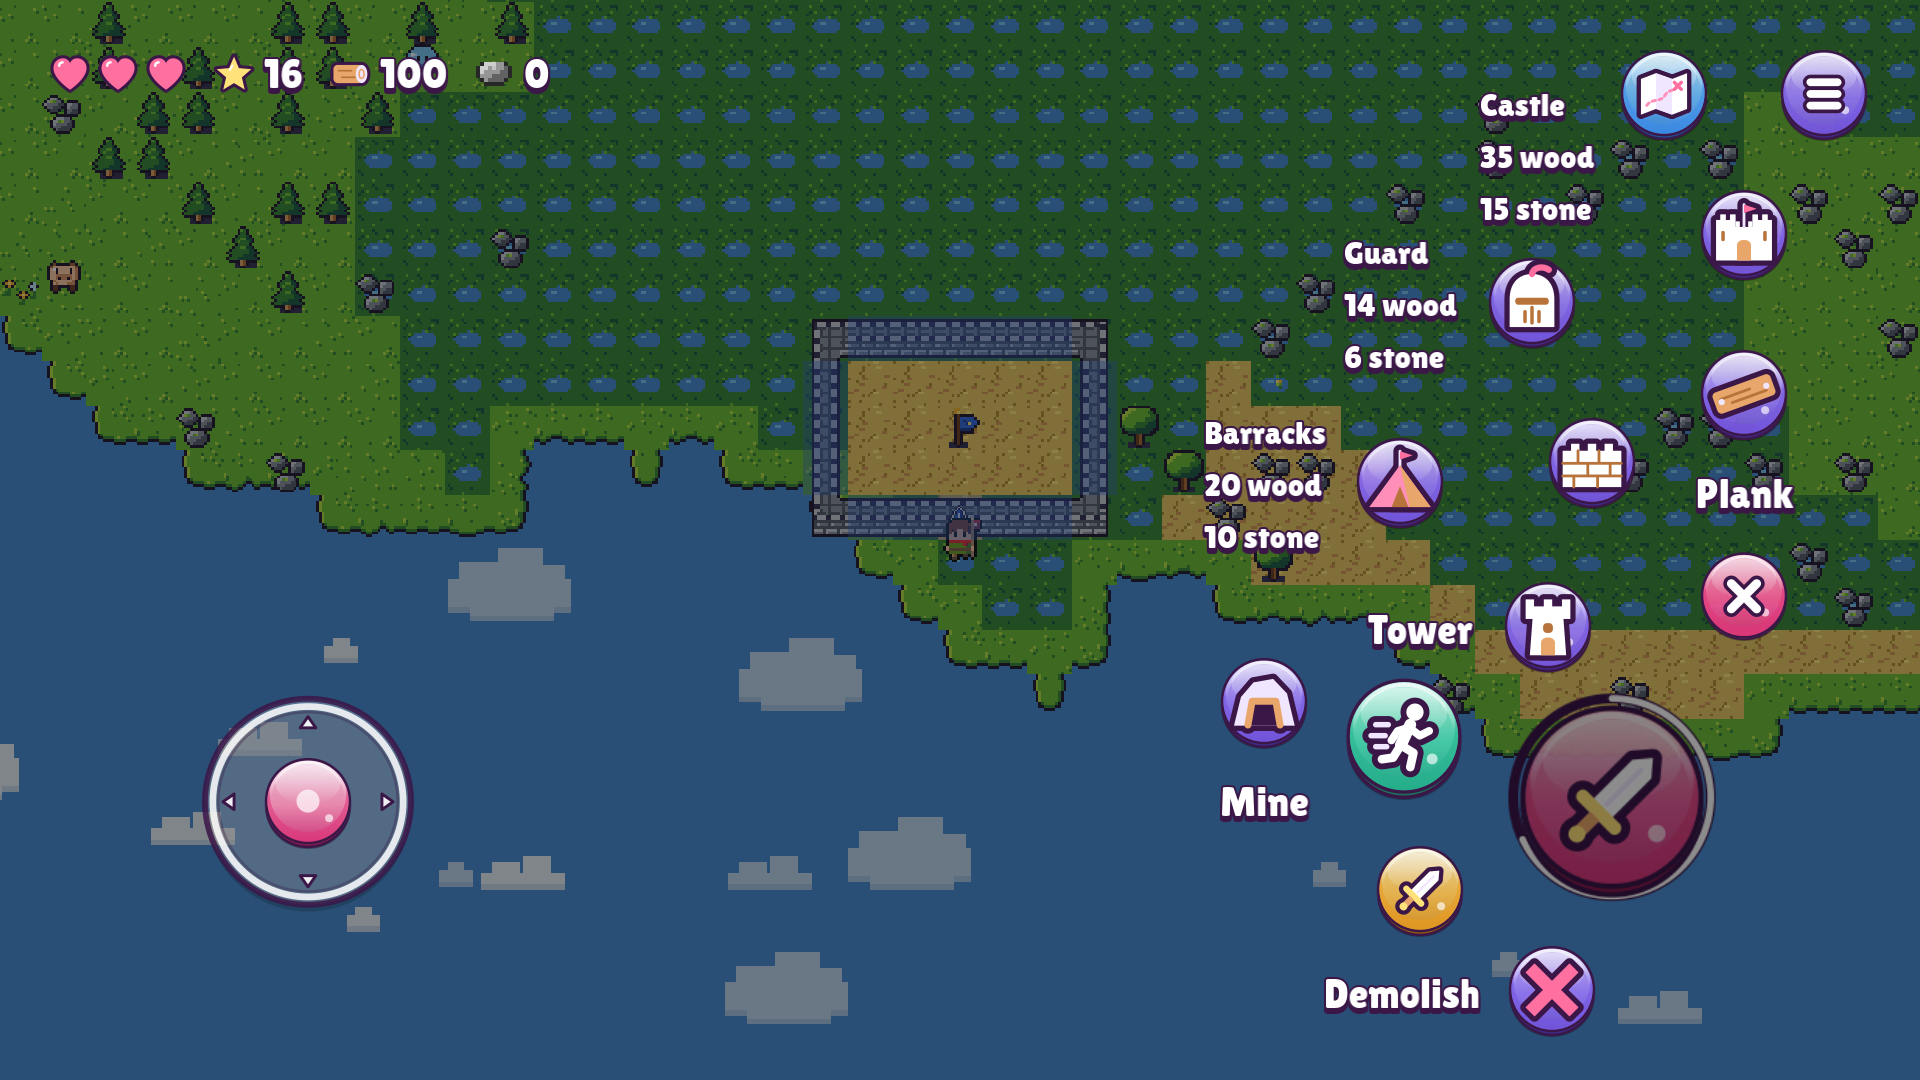 16 100 0
Castle
35 wood
15 stone
Guard
14 wood
6 stone
Barracks
20 wood
10 stone
Plank
Tower
Mine
Demolish